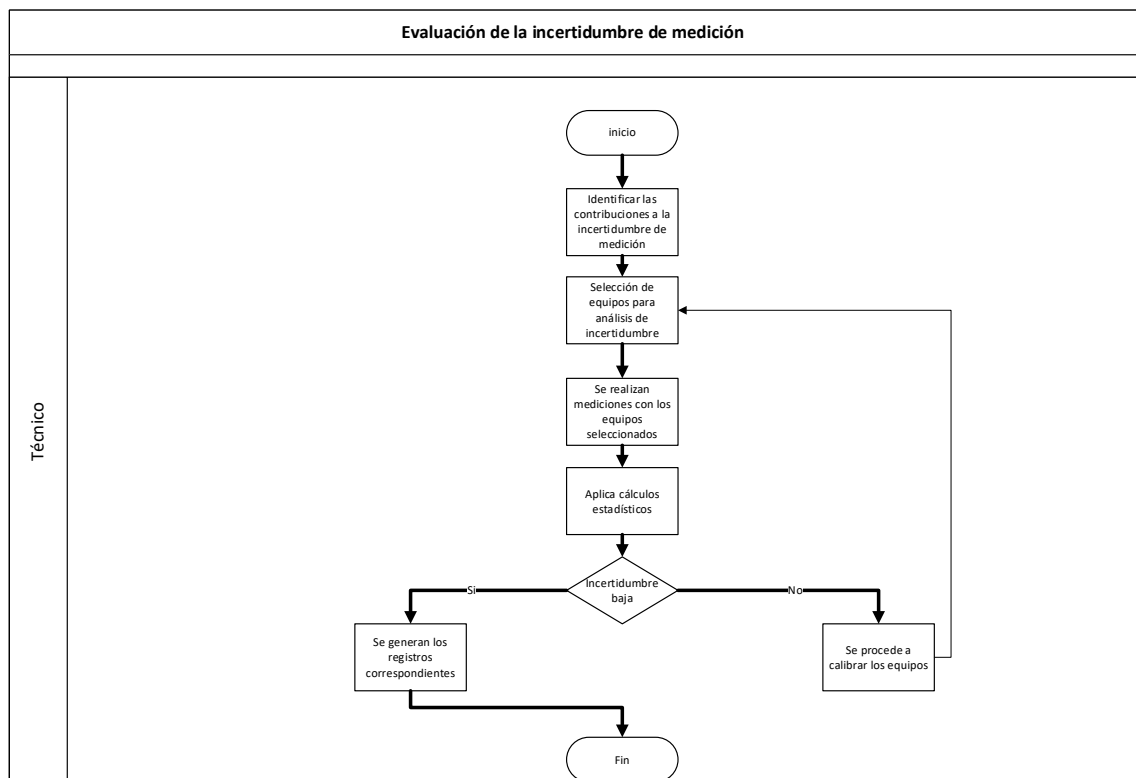 Evaluación de la incertidumbre de medición
Técnico
inicio
Identificar las
contribuciones a la
incertidumbre de
medición
Selección de
equipos para
análisis de
incertidumbre
Se realizan
mediciones con los
equipos
seleccionados
Aplica cálculos
estadísticos
Incertidumbre
baja
Si
No
Se generan los
registros
correspondientes
Se procede a
calibrar los equipos
Fin